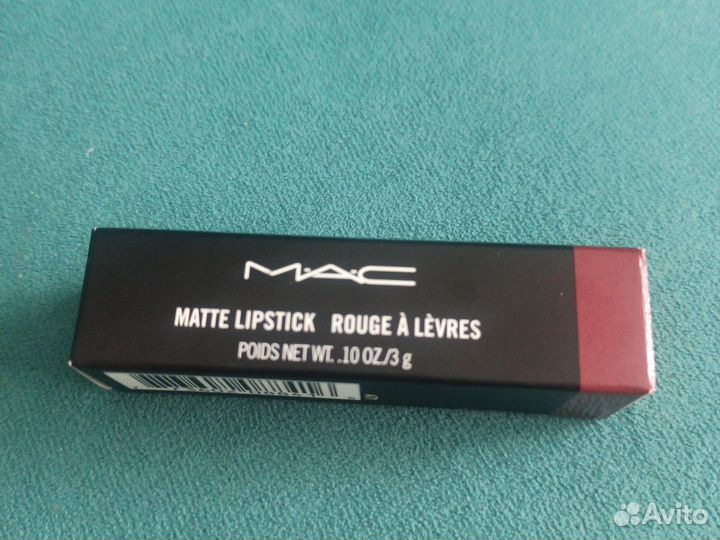 M·A·C
MATTE LIPSTICK ROUGE À LÈVRES
POIDS NET WT. .10 OZ./3 g
Avito